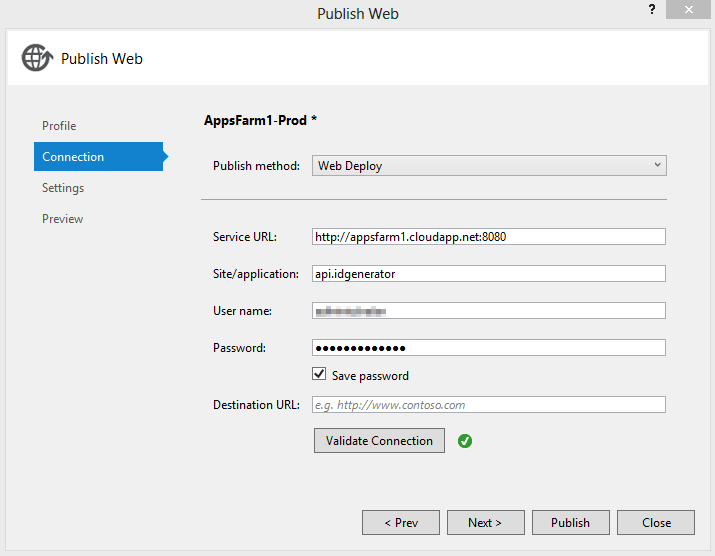 Publish Web
?
Publish Web
Profile
Connection
Settings
Preview
AppsFarm1-Prod *
Publish method: Web Deploy
Service URL: http://appsfarm1.cloudapp.net:8080
Site/application: api.idgenerator
User name:
Password: •••••••••••••
Save password
Destination URL: e.g. http://www.contoso.com
Validate Connection
< Prev Next > Publish Close